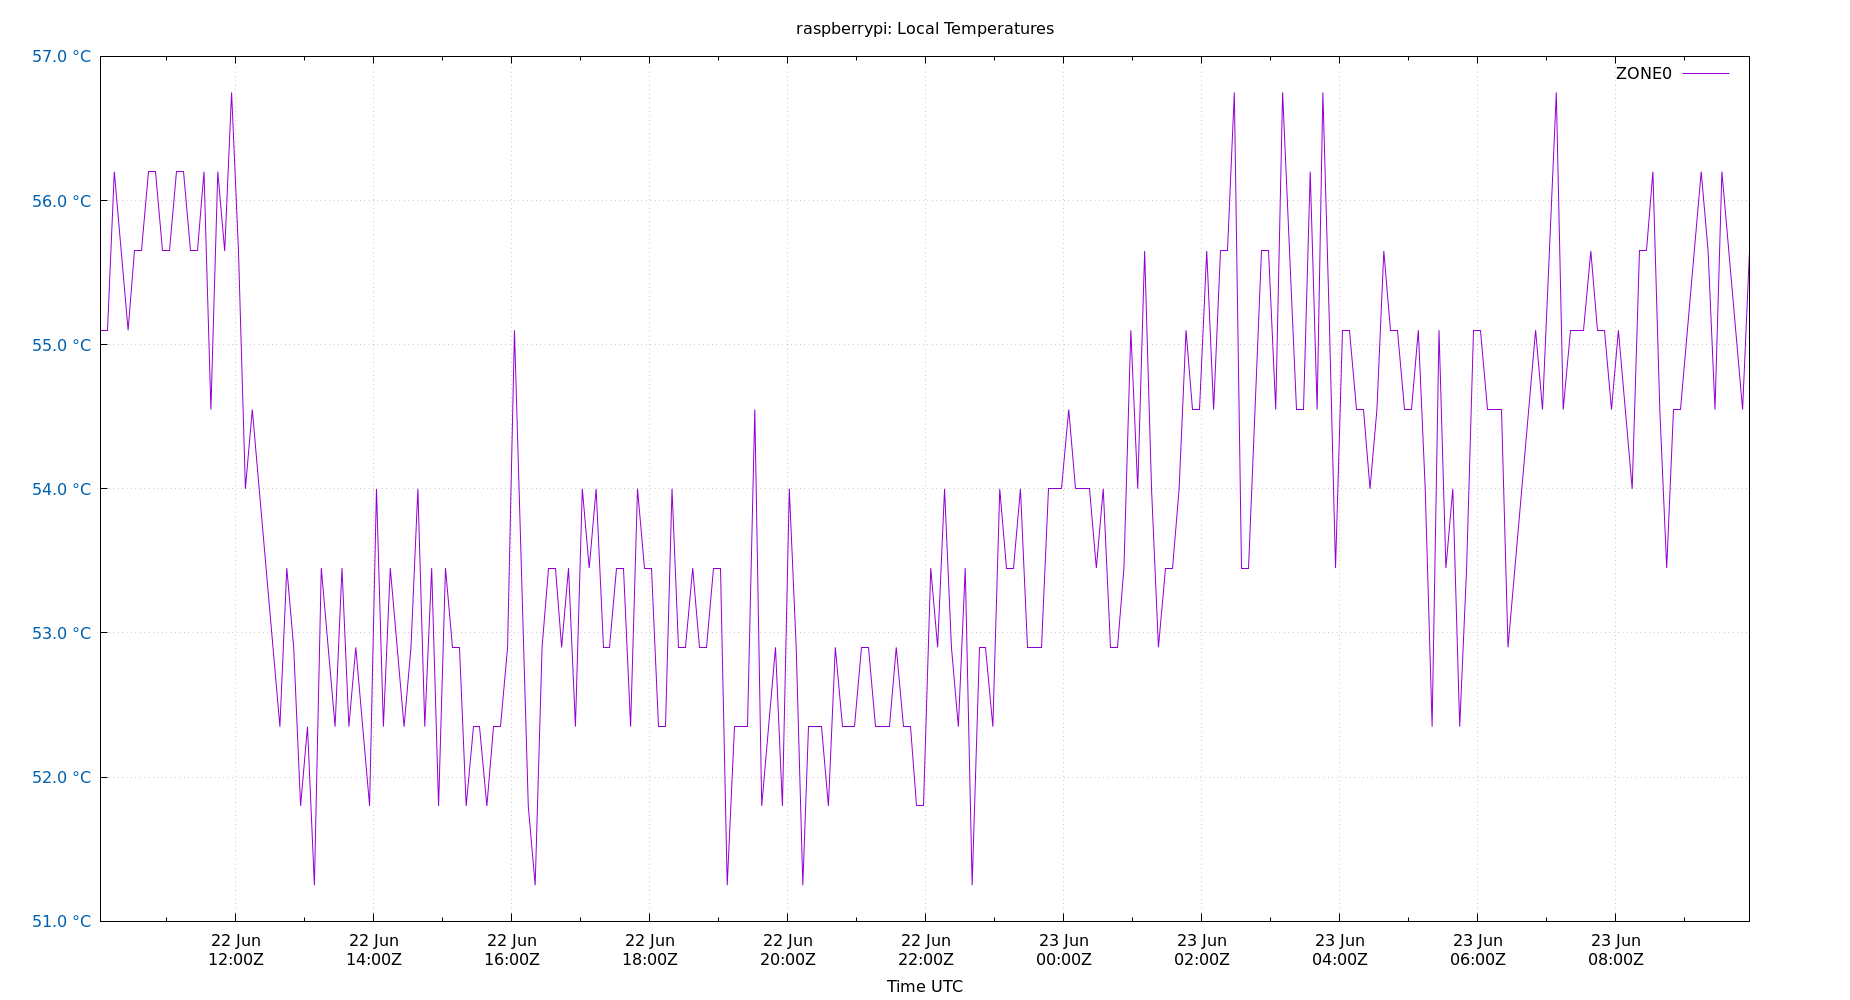 raspberrypi: Local Temperatures
ZONE0
57.0 °C
56.0 °C
55.0 °C
54.0 °C
53.0 °C
52.0 °C
51.0 °C
22 Jun 22 Jun 22 Jun 22 Jun 22 Jun 22 Jun 23 Jun 23 Jun 23 Jun 23 Jun 23 Jun
12:00Z 14:00Z 16:00Z 18:00Z 20:00Z 22:00Z 00:00Z 02:00Z 04:00Z 06:00Z 08:00Z
Time UTC